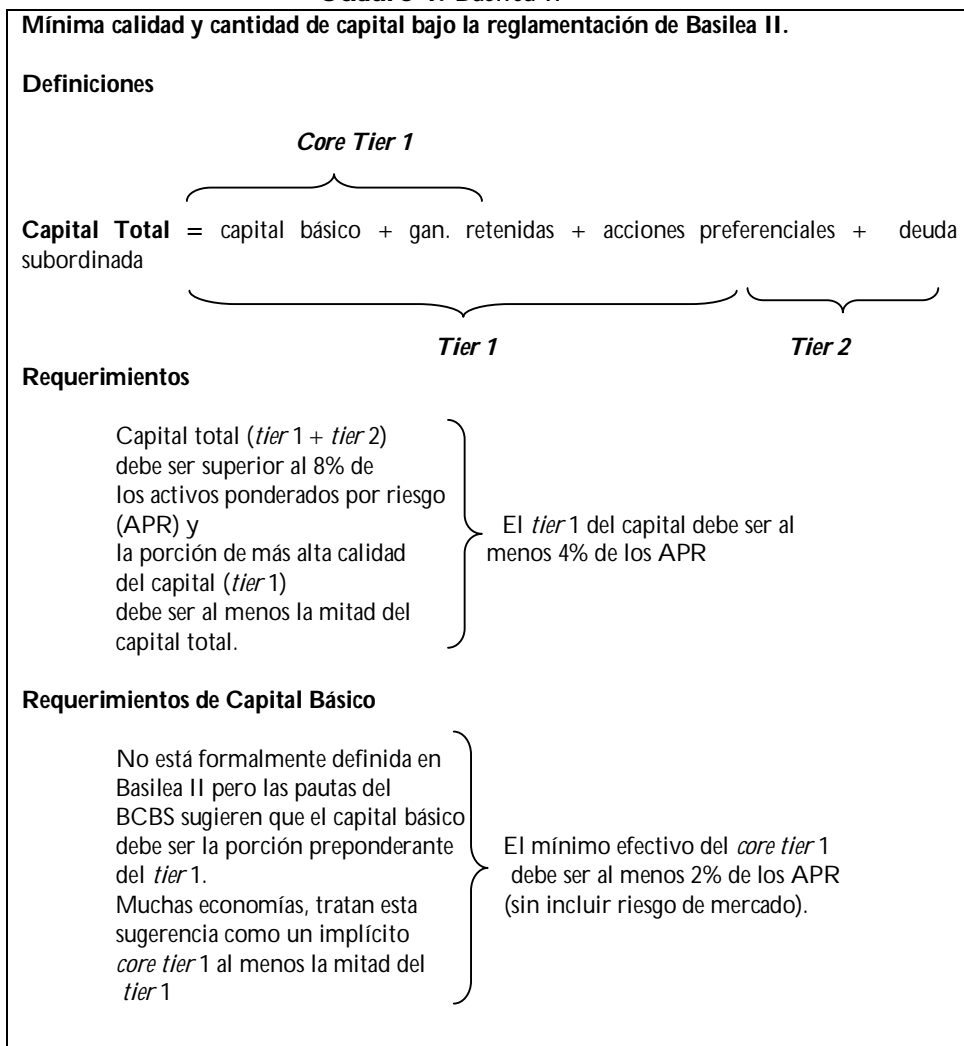 Mínima calidad y cantidad de capital bajo la reglamentación de Basilea II.
Definiciones
Core Tier 1
Capital Total = capital básico + gan. retenidas + acciones preferenciales + deuda
subordinada
Tier 1 Tier 2
Requerimientos
Capital total (tier 1 + tier 2)
debe ser superior al 8% de
los activos ponderados por riesgo
(APR) y
la porción de más alta calidad
del capital (tier 1)
debe ser al menos la mitad del
capital total.
El tier 1 del capital debe ser al
menos 4% de los APR
Requerimientos de Capital Básico
No está formalmente definida en
Basilea II pero las pautas del
BCBS sugieren que el capital básico
debe ser la porción preponderante
del tier 1.
Muchas economías, tratan esta
sugerencia como un implícito
core tier 1 al menos la mitad del
tier 1
El mínimo efectivo del core tier 1
debe ser al menos 2% de los APR
(sin incluir riesgo de mercado).